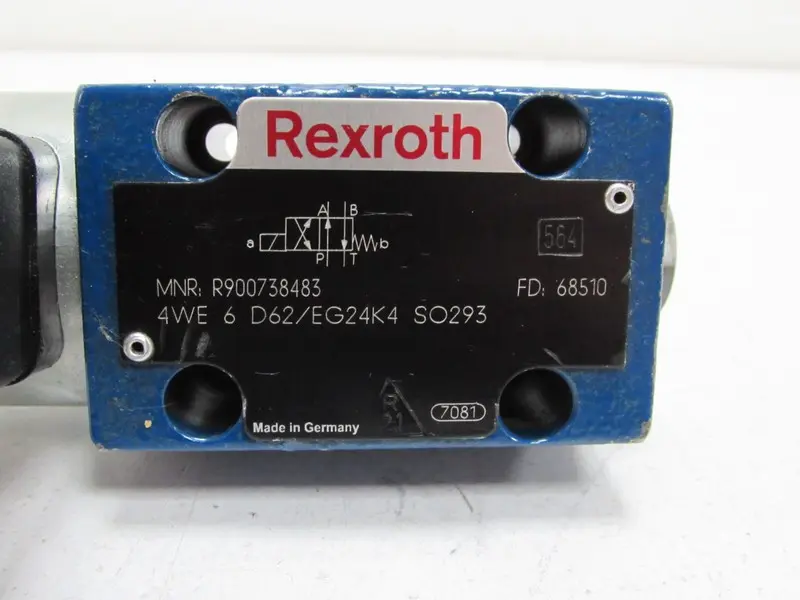 Rexroth
A B
a b
P T
564
MNR: R900738483 FD: 68510
4WE 6 D62/EG24K4 SO293
7081
Made in Germany